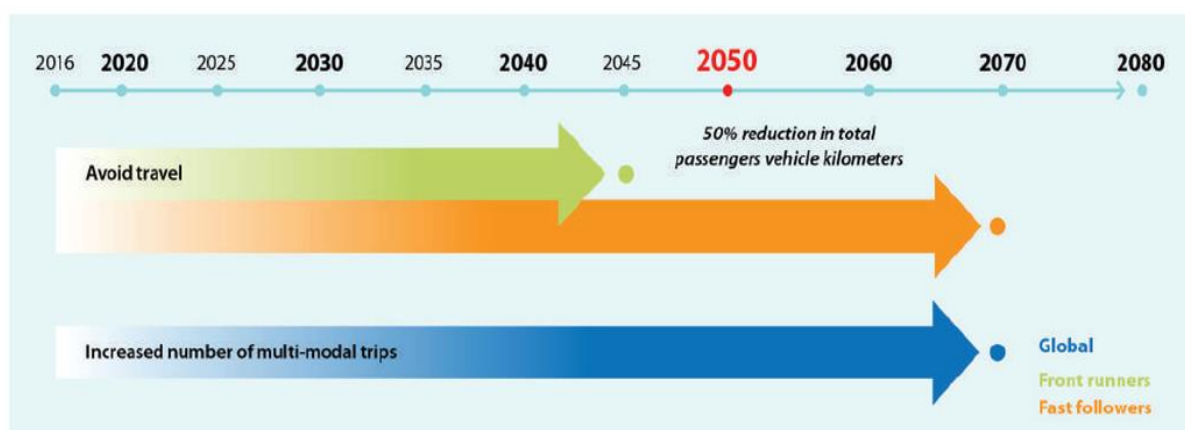 2016 2020 2025 2030 2035 2040 2045 2050 2060 2070 2080
50% reduction in total
passengers vehicle kilometers
Avoid travel
Increased number of multi-modal trips
Global
Front runners
Fast followers